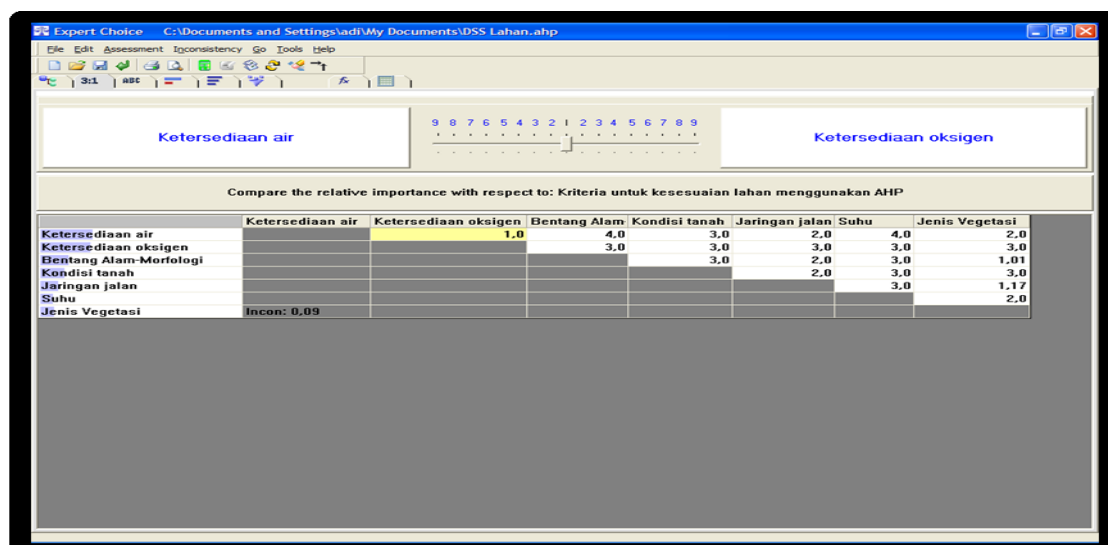 Expert Choice C:\Documents and Settings\adi\My Documents\DSS Lahan.ahp
File Edit Assessment Inconsistency Go Tools Help
3:1 ABC fx
9 8 7 6 5 4 3 2 1 2 3 4 5 6 7 8 9
Ketersediaan air Ketersediaan oksigen
Compare the relative importance with respect to: Kriteria untuk kesesuaian lahan menggunakan AHP
Ketersediaan air Ketersediaan oksigen Bentang Alam Kondisi tanah Jaringan jalan Suhu Jenis Vegetasi
Ketersediaan air 1,0 4,0 3,0 2,0 4,0 2,0
Ketersediaan oksigen 3,0 3,0 3,0 3,0 3,0
Bentang Alam-Morfologi 3,0 2,0 3,0 1,01
Kondisi tanah 2,0 3,0 3,0
Jaringan jalan 3,0 1,17
Suhu 2,0
Jenis Vegetasi Incon: 0,09